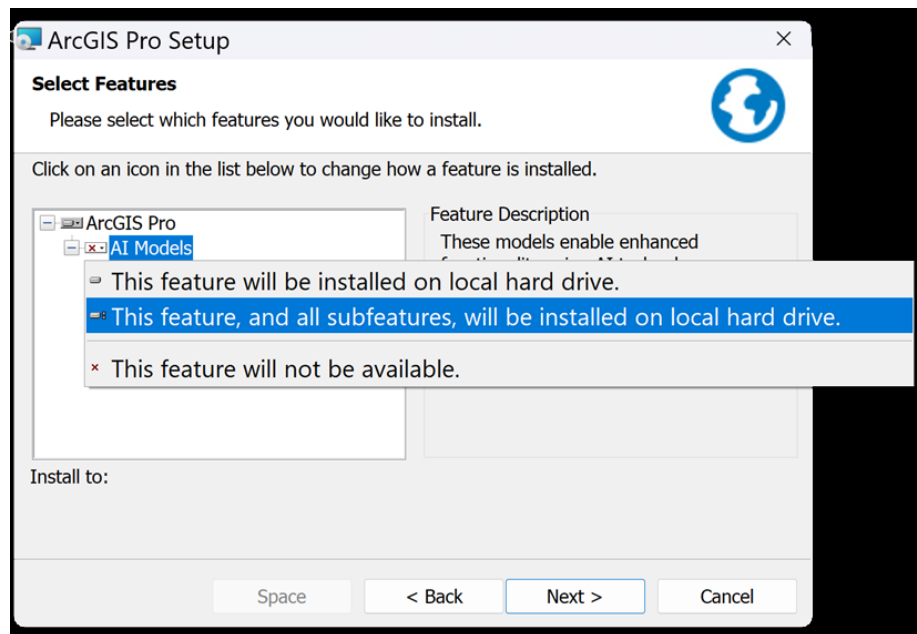 ArcGIS Pro Setup
Select Features
Please select which features you would like to install.
Click on an icon in the list below to change how a feature is installed.
ArcGIS Pro
AI Models
Feature Description
These models enable enhanced
This feature will be installed on local hard drive.
This feature, and all subfeatures, will be installed on local hard drive.
This feature will not be available.
Install to:
Space
< Back
Next >
Cancel